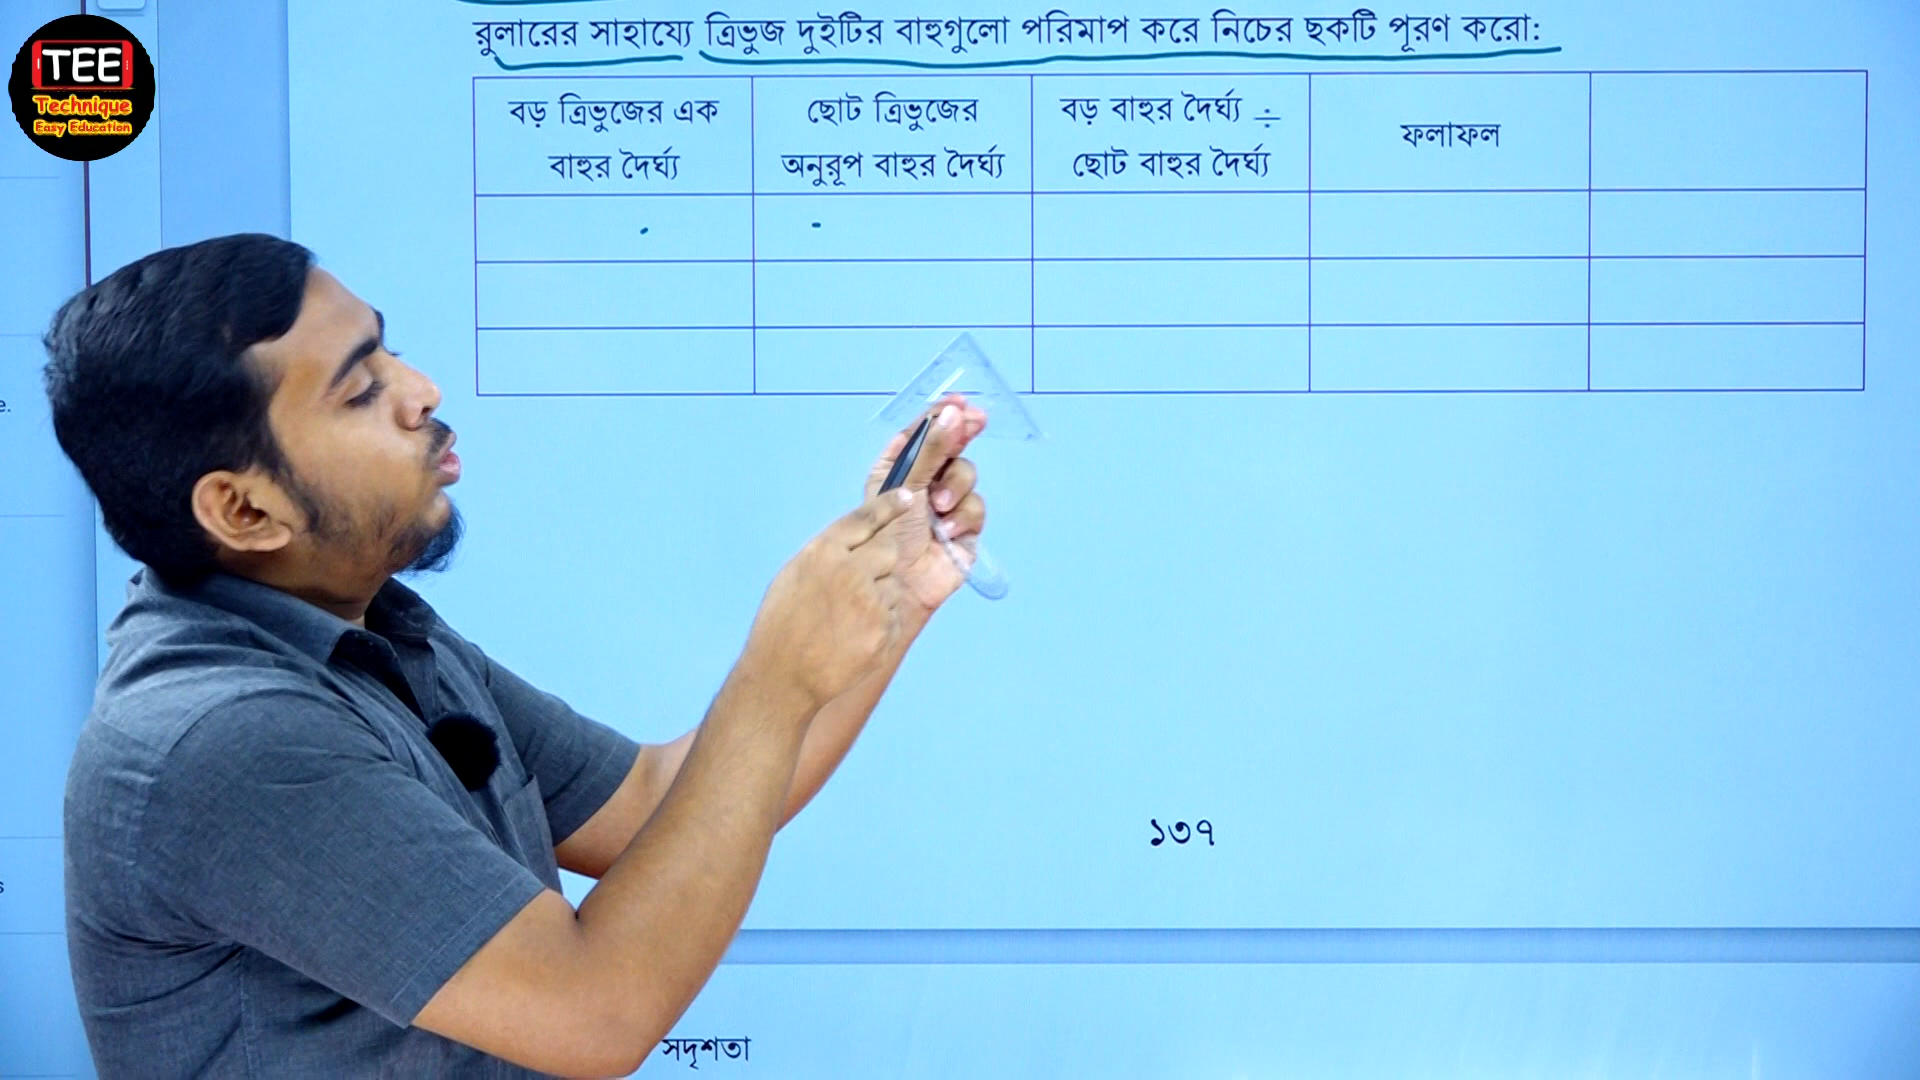 TEE
Technique
Easy Education
রুলারের সাহায্যে ত্রিভুজ দুইটির বাহুগুলো পরিমাপ করে নিচের ছকটি পূরণ করো:
বড় ত্রিভুজের এক
বাহুর দৈর্ঘ্য
ছোট ত্রিভুজের
অনুরূপ বাহুর দৈর্ঘ্য
বড় বাহুর দৈর্ঘ্য ÷
ছোট বাহুর দৈর্ঘ্য
ফলাফল
১৩৭
সদৃশতা